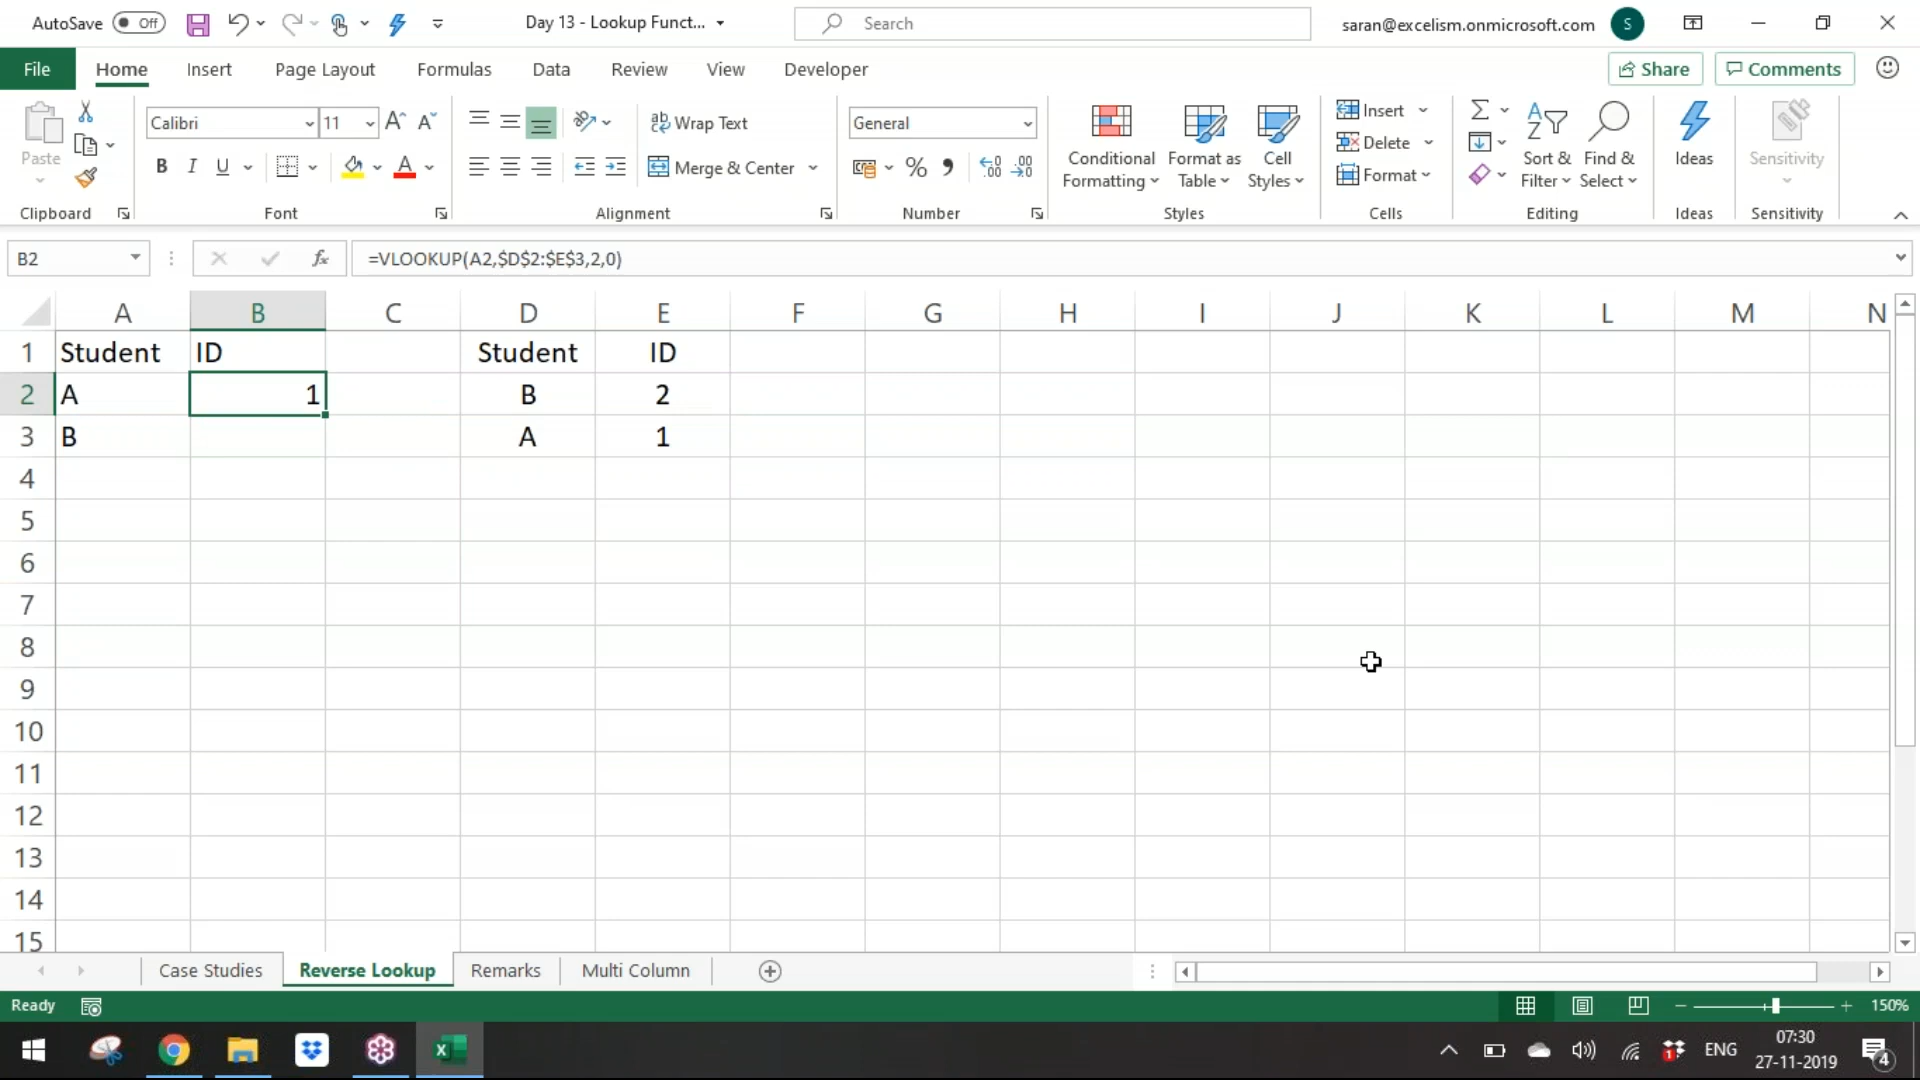 AutoSave Off Day 13 - Lookup Funct... Search saran@excelism.onmicrosoft.com S
File Home Insert Page Layout Formulas Data Review View Developer Share Comments
Paste Calibri 11 Wrap Text General Insert
B I U A Merge & Center % Delete
Format
Conditional Formatting Format as Table Cell Styles Sort & Filter Find & Select Ideas Sensitivity
Clipboard Font Alignment Number Styles Cells Editing Ideas Sensitivity
B2 fx =VLOOKUP(A2,$D$2:$E$3,2,0)
A B C D E F G H I J K L M N
1 Student ID Student ID
2 A 1 B 2
3 B A 1
4
5
6
7
8
9
10
11
12
13
14
15
Case Studies Reverse Lookup Remarks Multi Column
Ready 150%
ENG 07:30
27-11-2019 4